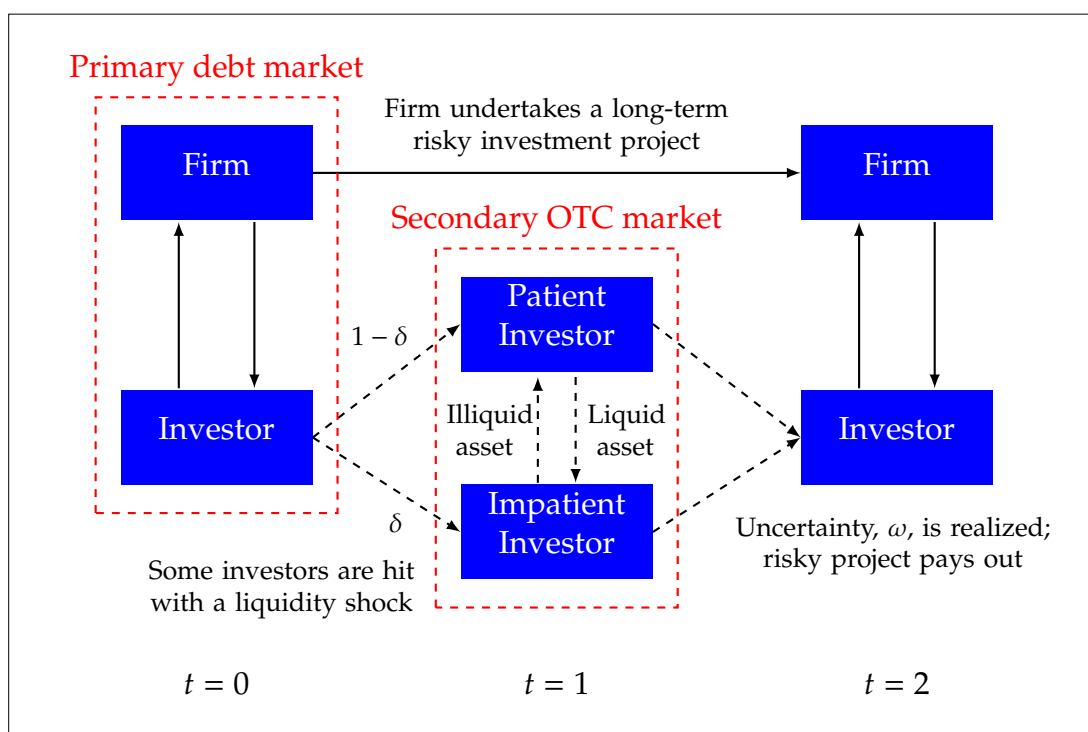 Primary debt market
Firm
Firm undertakes a long-term
risky investment project
Firm
Secondary OTC market
Patient
Investor
1 − δ
Investor
Illiquid
asset
Liquid
asset
Investor
δ
Impatient
Investor
Some investors are hit
with a liquidity shock
Uncertainty, ω, is realized;
risky project pays out
t = 0
t = 1
t = 2